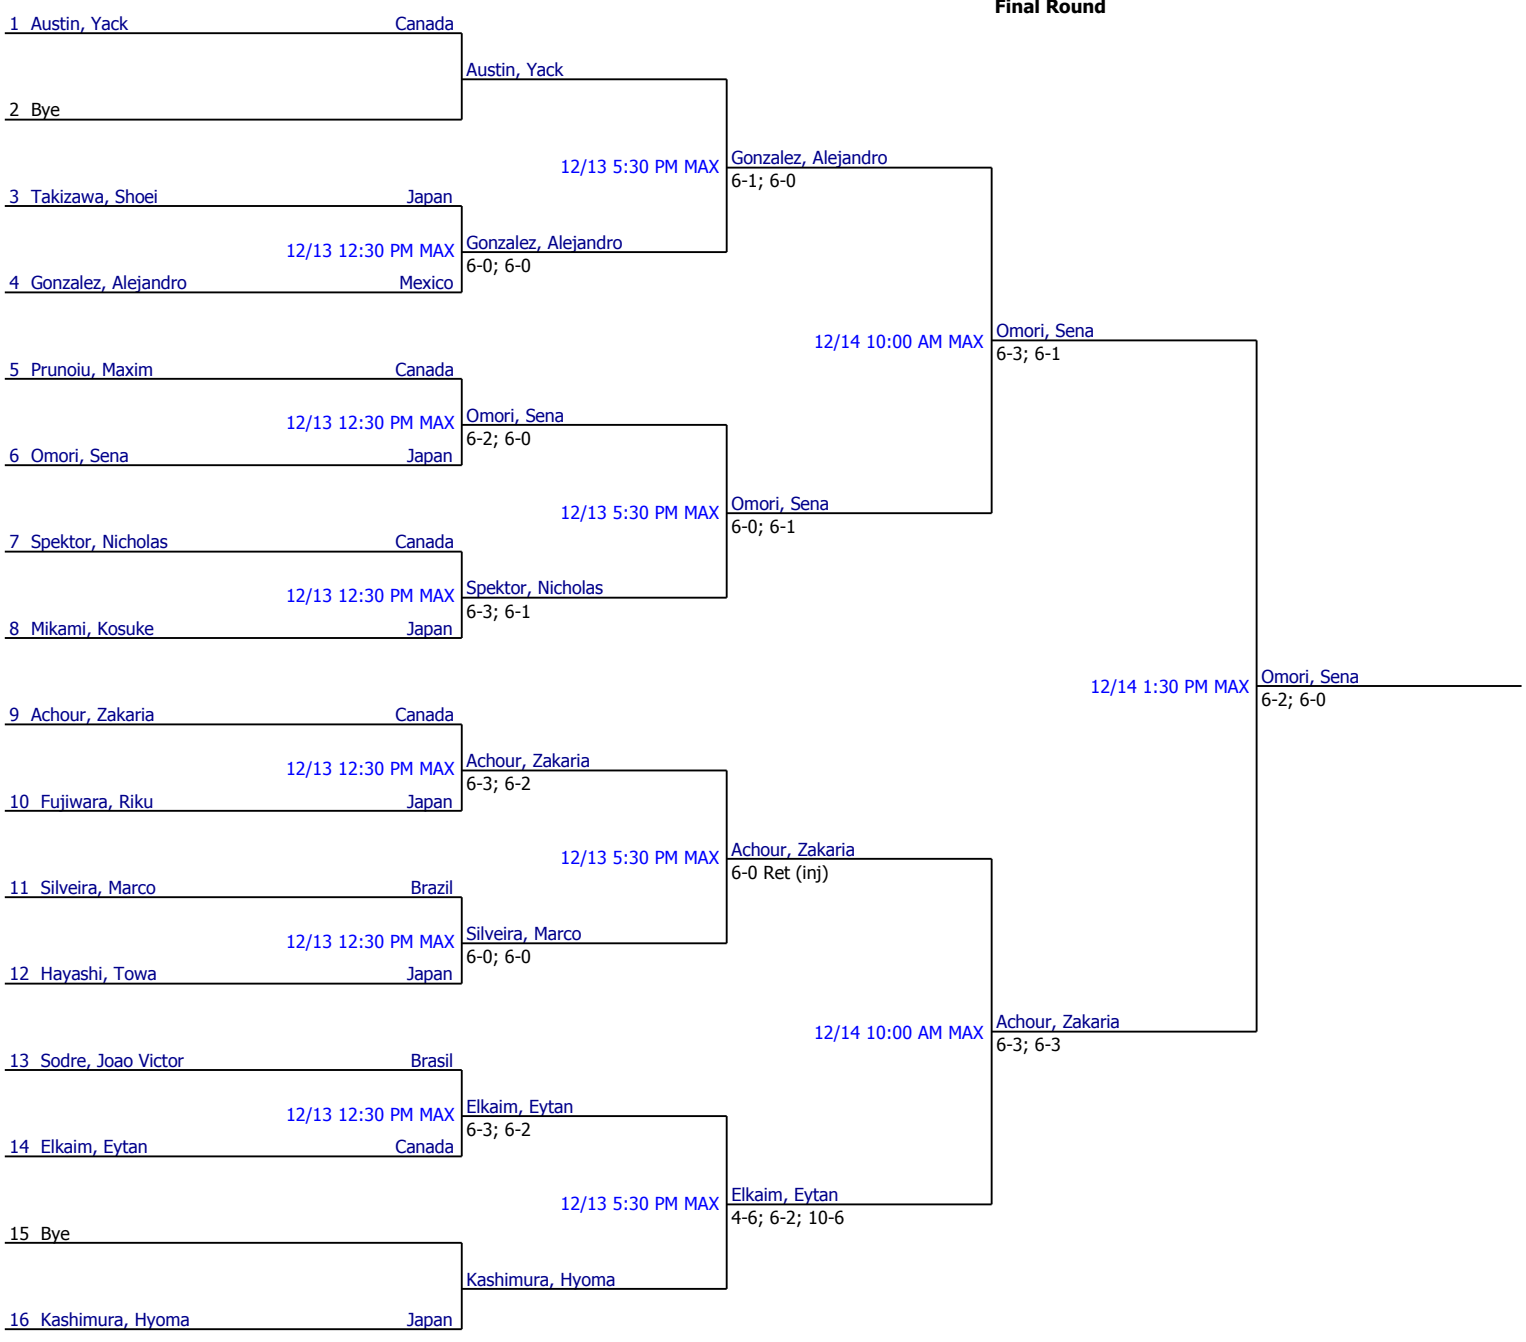 Final Round
1 Austin, Yack Canada
Austin, Yack
2 Bye
12/13 5:30 PM MAX Gonzalez, Alejandro
6-1; 6-0
3 Takizawa, Shoei Japan
12/13 12:30 PM MAX Gonzalez, Alejandro
6-0; 6-0
4 Gonzalez, Alejandro Mexico
12/14 10:00 AM MAX Omori, Sena
6-3; 6-1
5 Prunoiu, Maxim Canada
12/13 12:30 PM MAX Omori, Sena
6-2; 6-0
6 Omori, Sena Japan
12/13 5:30 PM MAX Omori, Sena
6-0; 6-1
7 Spektor, Nicholas Canada
12/13 12:30 PM MAX Spektor, Nicholas
6-3; 6-1
8 Mikami, Kosuke Japan
12/14 1:30 PM MAX Omori, Sena
6-2; 6-0
9 Achour, Zakaria Canada
12/13 12:30 PM MAX Achour, Zakaria
6-3; 6-2
10 Fujiwara, Riku Japan
12/13 5:30 PM MAX Achour, Zakaria
6-0 Ret (inj)
11 Silveira, Marco Brazil
12/13 12:30 PM MAX Silveira, Marco
6-0; 6-0
12 Hayashi, Towa Japan
12/14 10:00 AM MAX Achour, Zakaria
6-3; 6-3
13 Sodre, Joao Victor Brasil
12/13 12:30 PM MAX Elkaim, Eytan
6-3; 6-2
14 Elkaim, Eytan Canada
12/13 5:30 PM MAX Elkaim, Eytan
4-6; 6-2; 10-6
15 Bye
Kashimura, Hyoma
16 Kashimura, Hyoma Japan